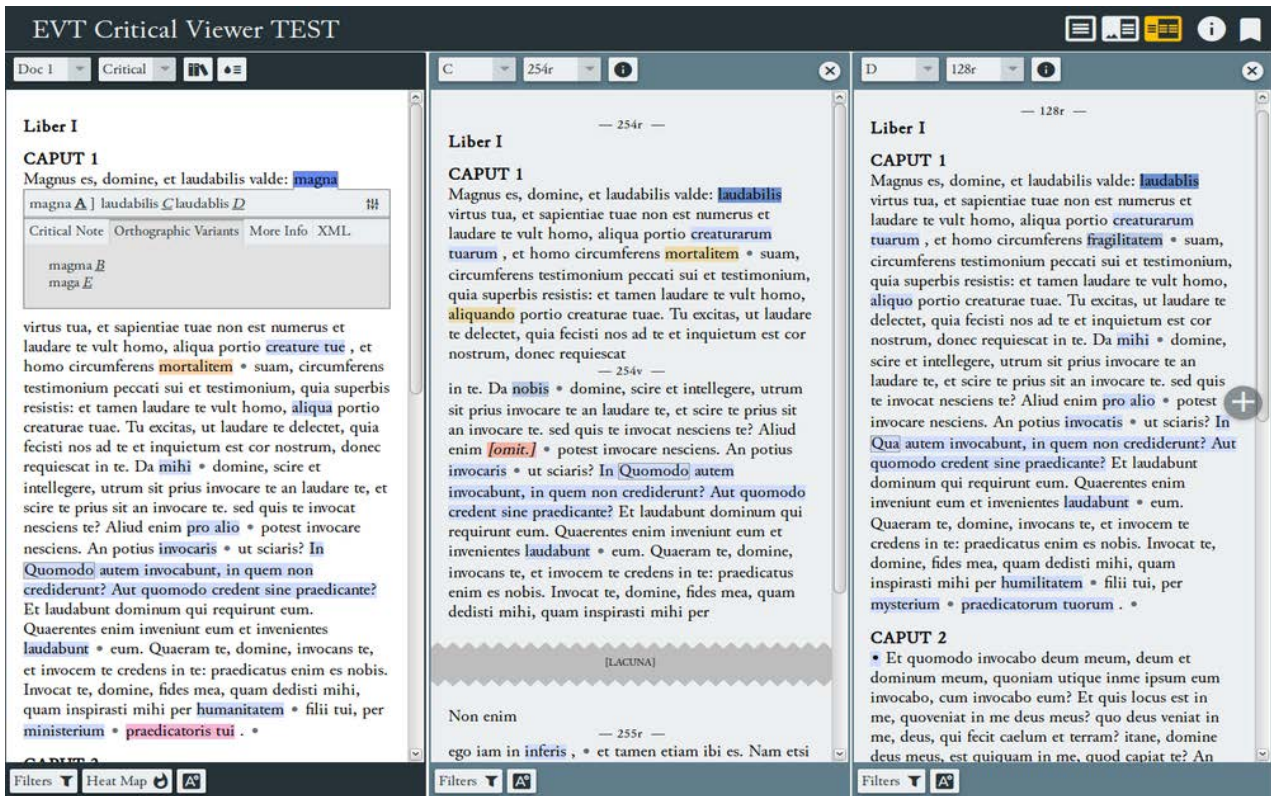 EVT Critical Viewer TEST
Doc 1 Critical
Liber I
CAPUT 1
Magnus es, domine, et laudabilis valde: magna
magna A ] laudabilis C laudablis D
Critical Note Orthographic Variants More Info XML
magma B
maga E
virtus tua, et sapientiae tuae non est numerus et
laudare te vult homo, aliqua portio creature tue , et
homo circumferens mortalitem • suam, circumferens
testimonium peccati sui et testimonium, quia superbis
resistis: et tamen laudare te vult homo, aliqua portio
creaturae tuae. Tu excitas, ut laudare te delectet, quia
fecisti nos ad te et inquietum est cor nostrum, donec
requiescat in te. Da mihi • domine, scire et
intellegere, utrum sit prius invocare te an laudare te, et
scire te prius sit an invocare te. sed quis te invocat
nesciens te? Aliud enim pro alio • potest invocare
nesciens. An potius invocaris • ut sciaris? In
Quomodo autem invocabunt, in quem non
crediderunt? Aut quomodo credent sine praedicante?
Et laudabunt dominum qui requirunt eum.
Quaerentes enim inveniunt eum et invenientes
laudabunt • eum. Quaeram te, domine, invocans te,
et invocem te credens in te: praedicatus enim es nobis.
Invocat te, domine, fides mea, quam dedisti mihi,
quam inspirasti mihi per humanitatem • filii tui, per
ministerium • praedicatoris tui . •
CAPUT 2
Filters Heat Map A
C 254r
— 254r —
Liber I
CAPUT 1
Magnus es, domine, et laudabilis valde: laudabilis
virtus tua, et sapientiae tuae non est numerus et
laudare te vult homo, aliqua portio creaturarum
tuarum , et homo circumferens mortalitem • suam,
circumferens testimonium peccati sui et testimonium,
quia superbis resistis: et tamen laudare te vult homo,
aliquando portio creaturae tuae. Tu excitas, ut laudare
te delectet, quia fecisti nos ad te et inquietum est cor
nostrum, donec requiescat
— 254v —
in te. Da nobis • domine, scire et intellegere, utrum
sit prius invocare te an laudare te, et scire te prius sit
an invocare te. sed quis te invocat nesciens te? Aliud
enim [omit.] • potest invocare nesciens. An potius
invocaris • ut sciaris? In Quomodo autem
invocabunt, in quem non crediderunt? Aut quomodo
credent sine praedicante? Et laudabunt dominum qui
requirunt eum. Quaerentes enim inveniunt eum et
invenientes laudabunt • eum. Quaeram te, domine,
invocans te, et invocem te credens in te: praedicatus
enim es nobis. Invocat te, domine, fides mea, quam
dedisti mihi, quam inspirasti mihi per
[LACUNA]
Non enim
— 255r —
ego iam in inferis , • et tamen etiam ibi es. Nam etsi
Filters A
D 128r
— 128r —
Liber I
CAPUT 1
Magnus es, domine, et laudabilis valde: laudablis
virtus tua, et sapientiae tuae non est numerus et
laudare te vult homo, aliqua portio creaturarum
tuarum , et homo circumferens fragilitatem • suam,
circumferens testimonium peccati sui et testimonium,
quia superbis resistis: et tamen laudare te vult homo,
aliquo portio creaturae tuae. Tu excitas, ut laudare te
delectet, quia fecisti nos ad te et inquietum est cor
nostrum, donec requiescat in te. Da mihi • domine,
scire et intellegere, utrum sit prius invocare te an
laudare te, et scire te prius sit an invocare te. sed quis
te invocat nesciens te? Aliud enim pro alio • potest
invocare nesciens. An potius invocatis • ut sciaris? In
Qua autem invocabunt, in quem non crediderunt? Aut
quomodo credent sine praedicante? Et laudabunt
dominum qui requirunt eum. Quaerentes enim
inveniunt eum et invenientes laudabunt • eum.
Quaeram te, domine, invocans te, et invocem te
credens in te: praedicatus enim es nobis. Invocat te,
domine, fides mea, quam dedisti mihi, quam
inspirasti mihi per humilitatem • filii tui, per
mysterium • praedicatorum tuorum . •
CAPUT 2
• Et quomodo invocabo deum meum, deum et
dominum meum, quoniam utique inme ipsum eum
invocabo, cum invocabo eum? Et quis locus est in
me, quoveniat in me deus meus? quo deus veniat in
me, deus, qui fecit caelum et terram? itane, domine
deus meus, est quiquam in me, quod capiat te? An
Filters A